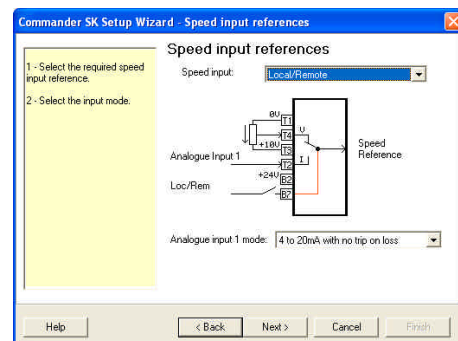 Commander SK Setup Wizard - Speed input references
1 - Select the required speed
input reference.
2 - Select the input mode.
Speed input references
Speed input:
Local/Remote
0V
T1
T4
V
+10V
T3
Analogue Input 1
T2
I
Speed
Reference
+24V
B2
Loc/Rem
B7
Analogue input 1 mode:
4 to 20mA with no trip on loss
Help
< Back
Next >
Cancel
Finish